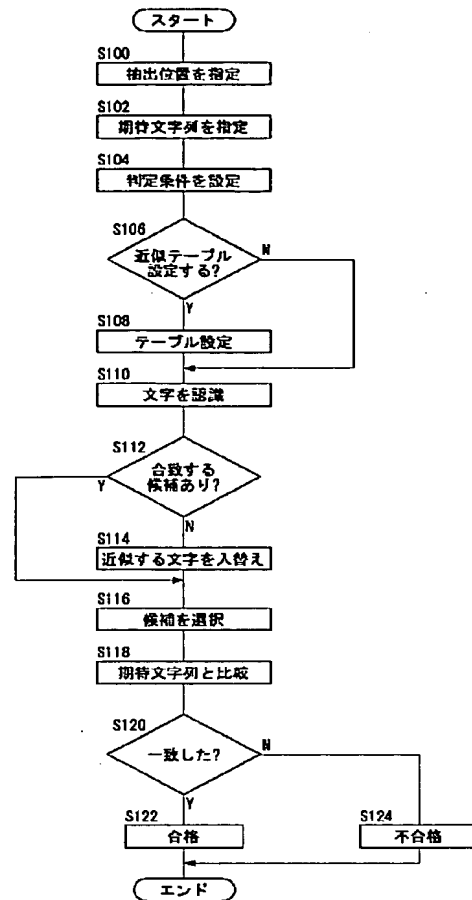 スタート
S100
抽出位置を指定
S102
期待文字列を指定
S104
判定条件を設定
S106
近似テーブル
設定する?
N
Y
S108
テーブル設定
S110
文字を認識
S112
合致する
候補あり?
Y
N
S114
近似する文字を入替え
S116
候補を選択
S118
期待文字列と比較
S120
一致した?
N
Y
S122
合格
S124
不合格
エンド